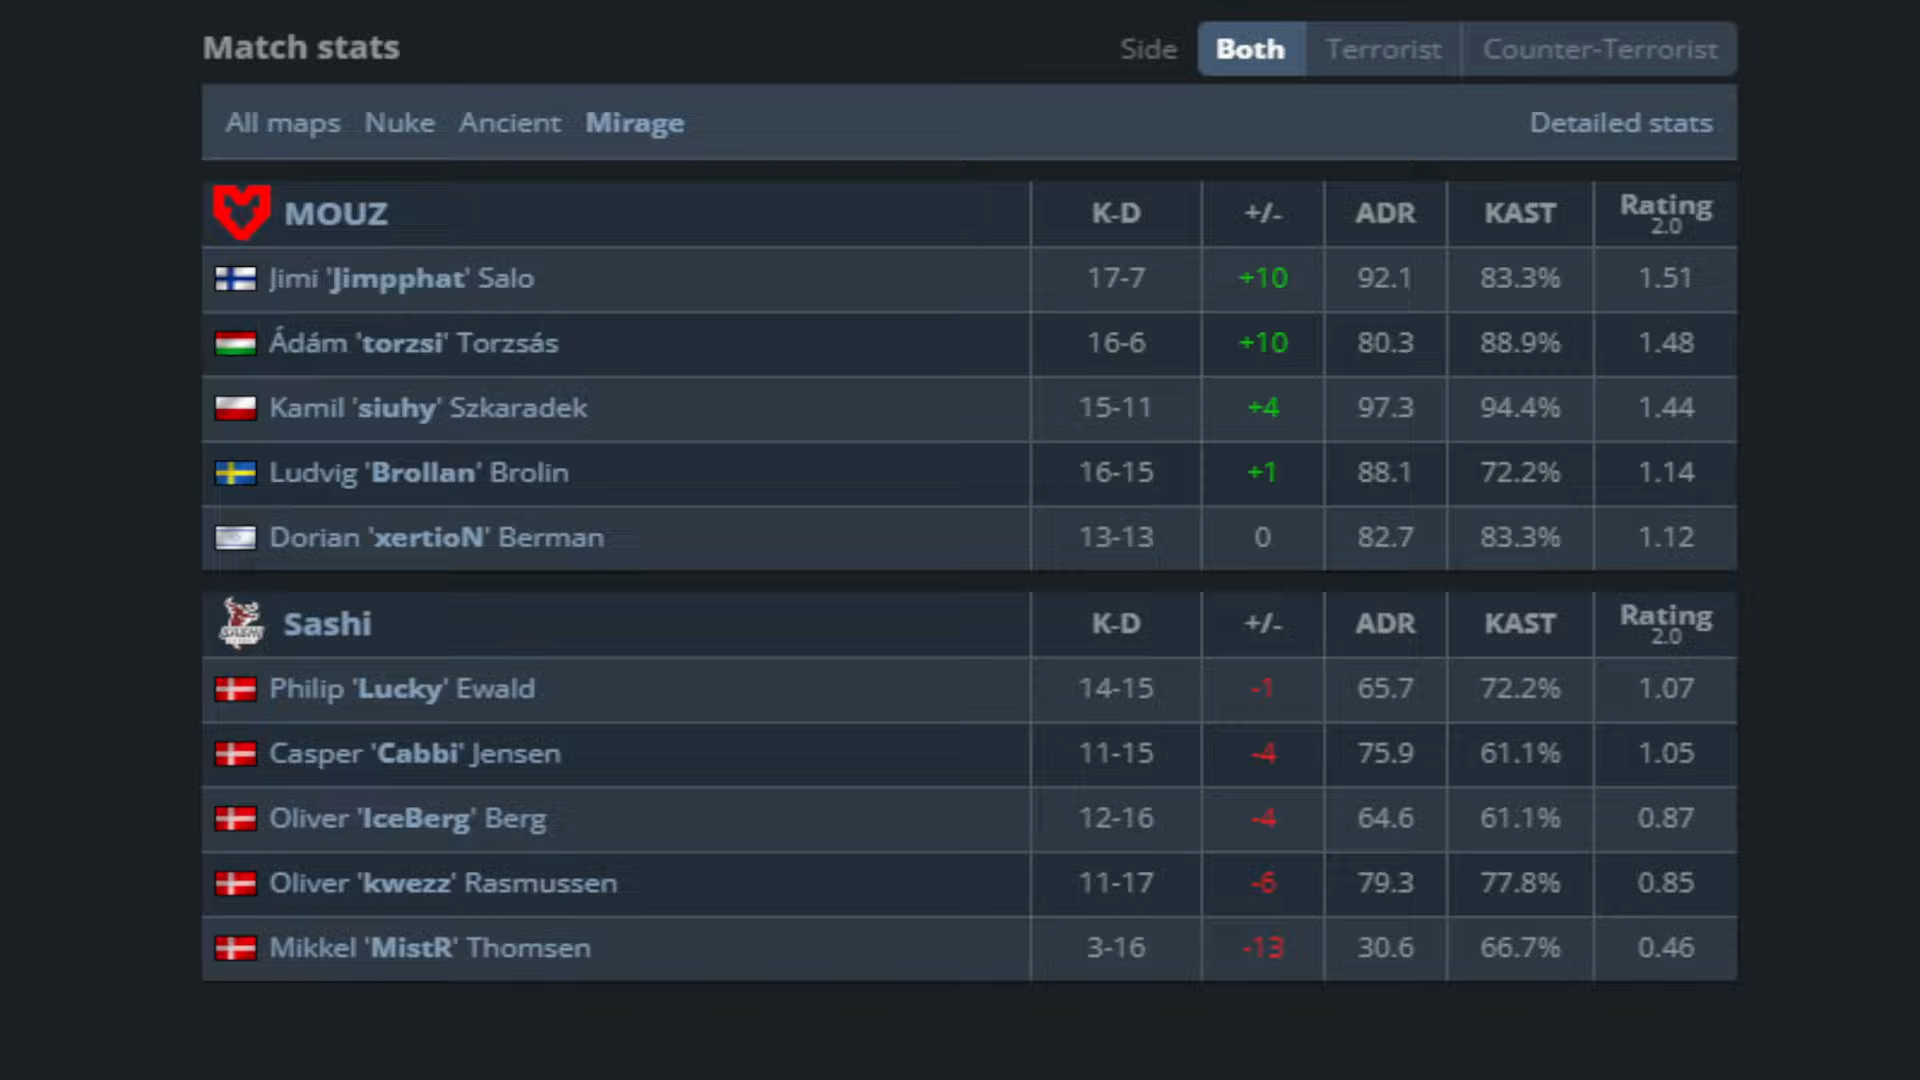 Match stats Side Both Terrorist Counter-Terrorist
All maps Nuke Ancient Mirage Detailed stats
MOUZ K-D +/- ADR KAST Rating 2.0
Jimi 'Jimpphat' Salo 17-7 +10 92.1 83.3% 1.51
Ádám 'torzsi' Torzsás 16-6 +10 80.3 88.9% 1.48
Kamil 'siuhy' Szkaradek 15-11 +4 97.3 94.4% 1.44
Ludvig 'Brollan' Brolin 16-15 +1 88.1 72.2% 1.14
Dorian 'xertioN' Berman 13-13 0 82.7 83.3% 1.12
SASHI Sashi K-D +/- ADR KAST Rating 2.0
Philip 'Lucky' Ewald 14-15 -1 65.7 72.2% 1.07
Casper 'Cabbi' Jensen 11-15 -4 75.9 61.1% 1.05
Oliver 'IceBerg' Berg 12-16 -4 64.6 61.1% 0.87
Oliver 'kwezz' Rasmussen 11-17 -6 79.3 77.8% 0.85
Mikkel 'MistR' Thomsen 3-16 -13 30.6 66.7% 0.46